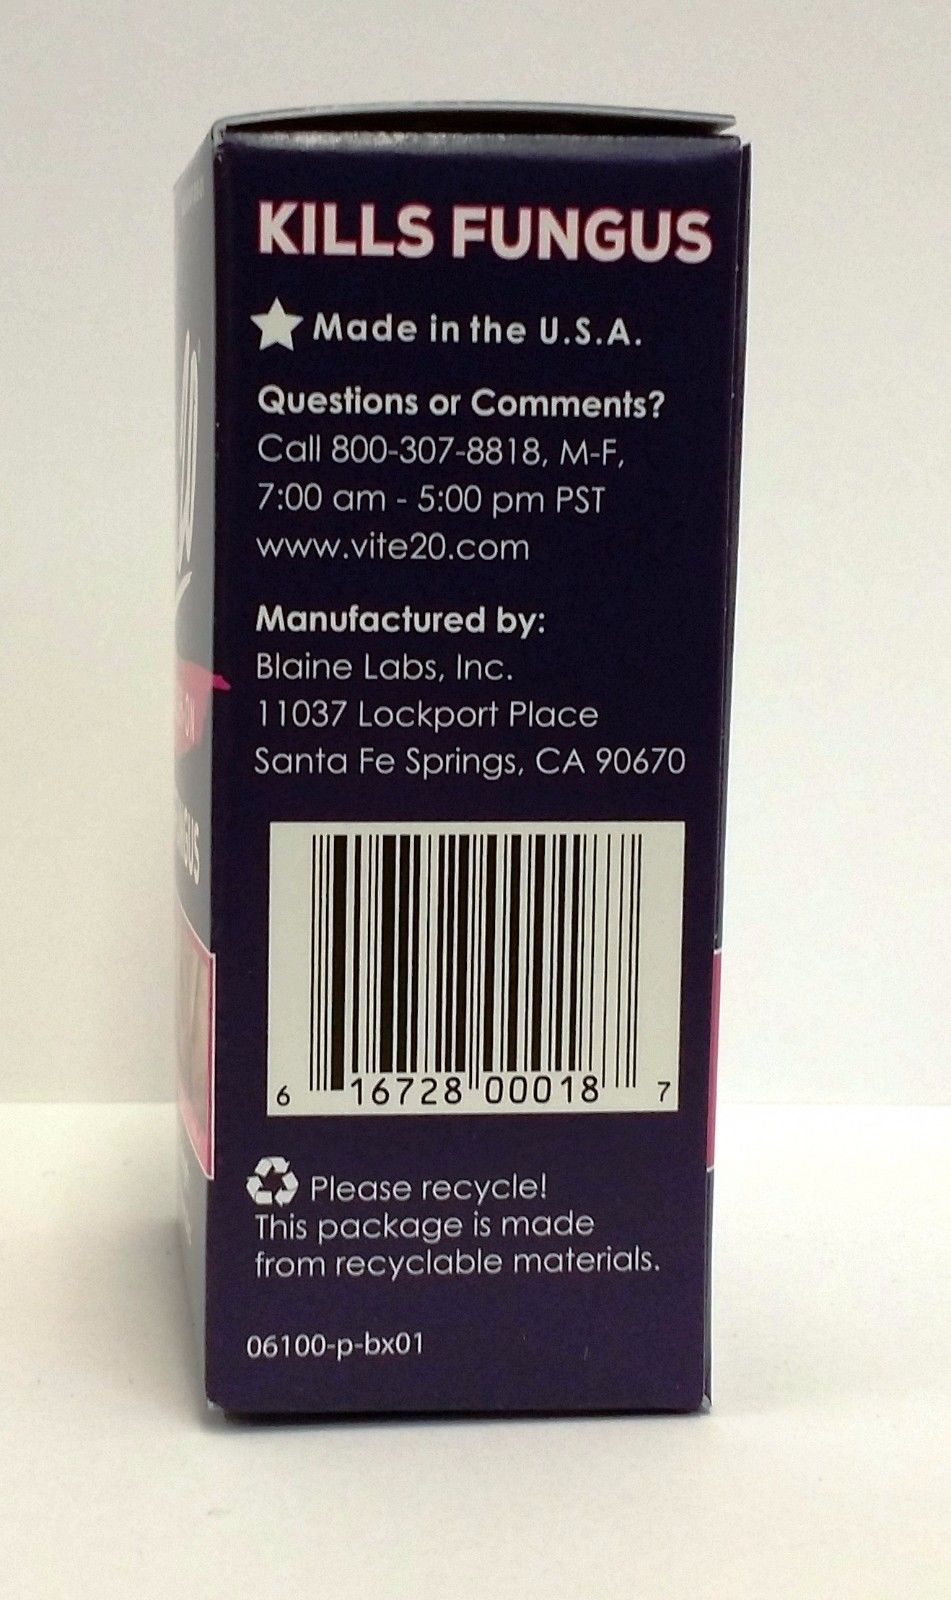 KILLS FUNGUS
Made in the U.S.A.
Questions or Comments?
Call 800-307-8818, M-F,
7:00 am - 5:00 pm PST
www.vite20.com
Manufactured by:
Blaine Labs, Inc.
11037 Lockport Place
Santa Fe Springs, CA 90670
6 16728 00018 7
Please recycle!
This package is made
from recyclable materials.
06100-p-bx01